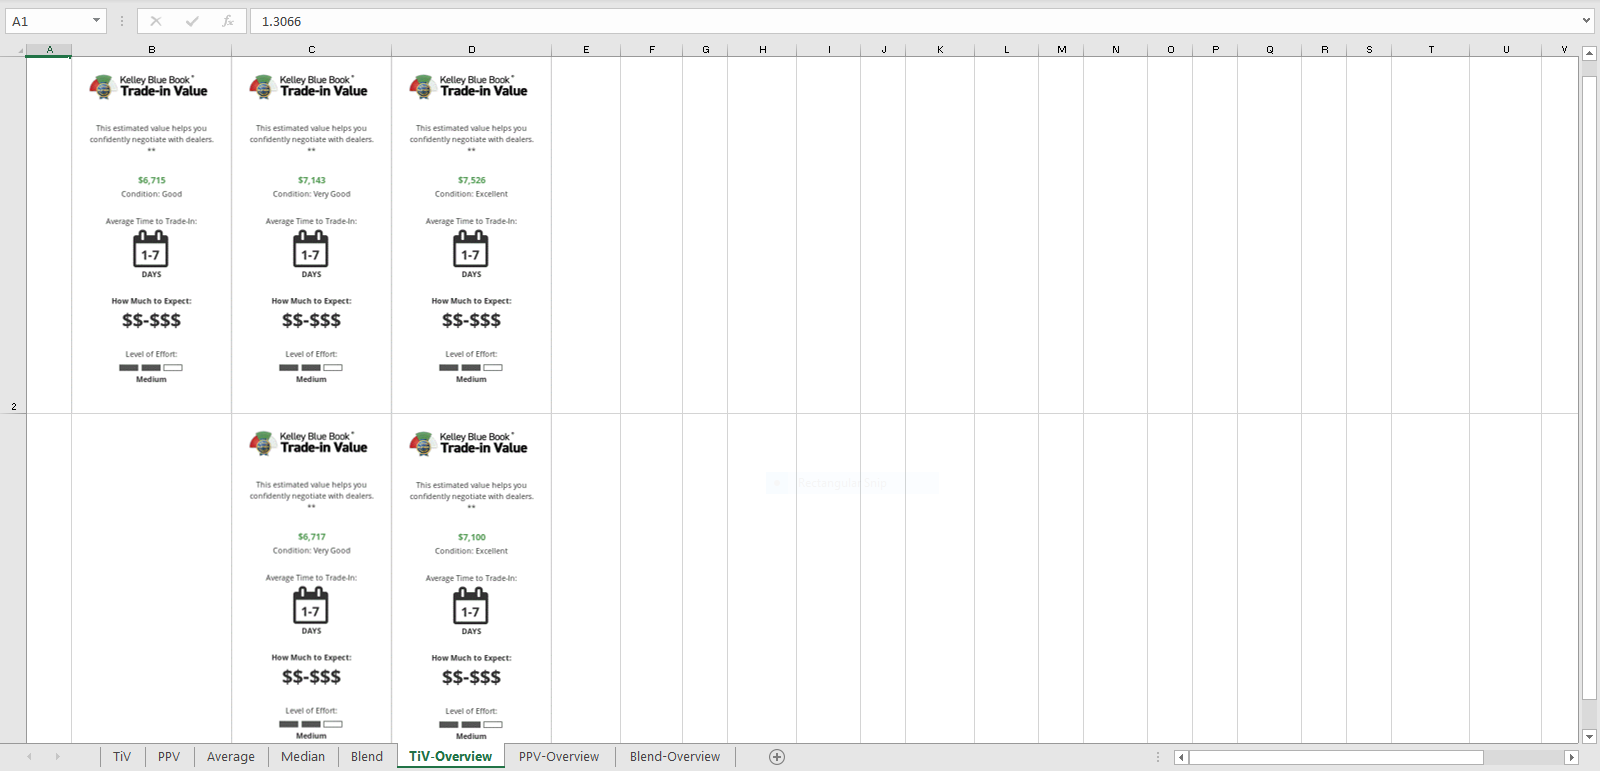 A1
fx
1.3066
A B C D E F G H I J K L M N O P Q R S T U V
Kelley Blue Book®
Trade-in Value
This estimated value helps you
confidently negotiate with dealers.
**
$6,715
Condition: Good
Average Time to Trade-In:
1-7
DAYS
How Much to Expect:
$$-$$$
Level of Effort:
Medium
Kelley Blue Book®
Trade-in Value
This estimated value helps you
confidently negotiate with dealers.
**
$7,143
Condition: Very Good
Average Time to Trade-In:
1-7
DAYS
How Much to Expect:
$$-$$$
Level of Effort:
Medium
Kelley Blue Book®
Trade-in Value
This estimated value helps you
confidently negotiate with dealers.
**
$7,526
Condition: Excellent
Average Time to Trade-In:
1-7
DAYS
How Much to Expect:
$$-$$$
Level of Effort:
Medium
2
Kelley Blue Book®
Trade-in Value
This estimated value helps you
confidently negotiate with dealers.
**
$6,717
Condition: Very Good
Average Time to Trade-In:
1-7
DAYS
How Much to Expect:
$$-$$$
Level of Effort:
Medium
Kelley Blue Book®
Trade-in Value
This estimated value helps you
confidently negotiate with dealers.
**
$7,100
Condition: Excellent
Average Time to Trade-In:
1-7
DAYS
How Much to Expect:
$$-$$$
Level of Effort:
Medium
Rectangular Snip
TiV PPV Average Median Blend TiV-Overview PPV-Overview Blend-Overview